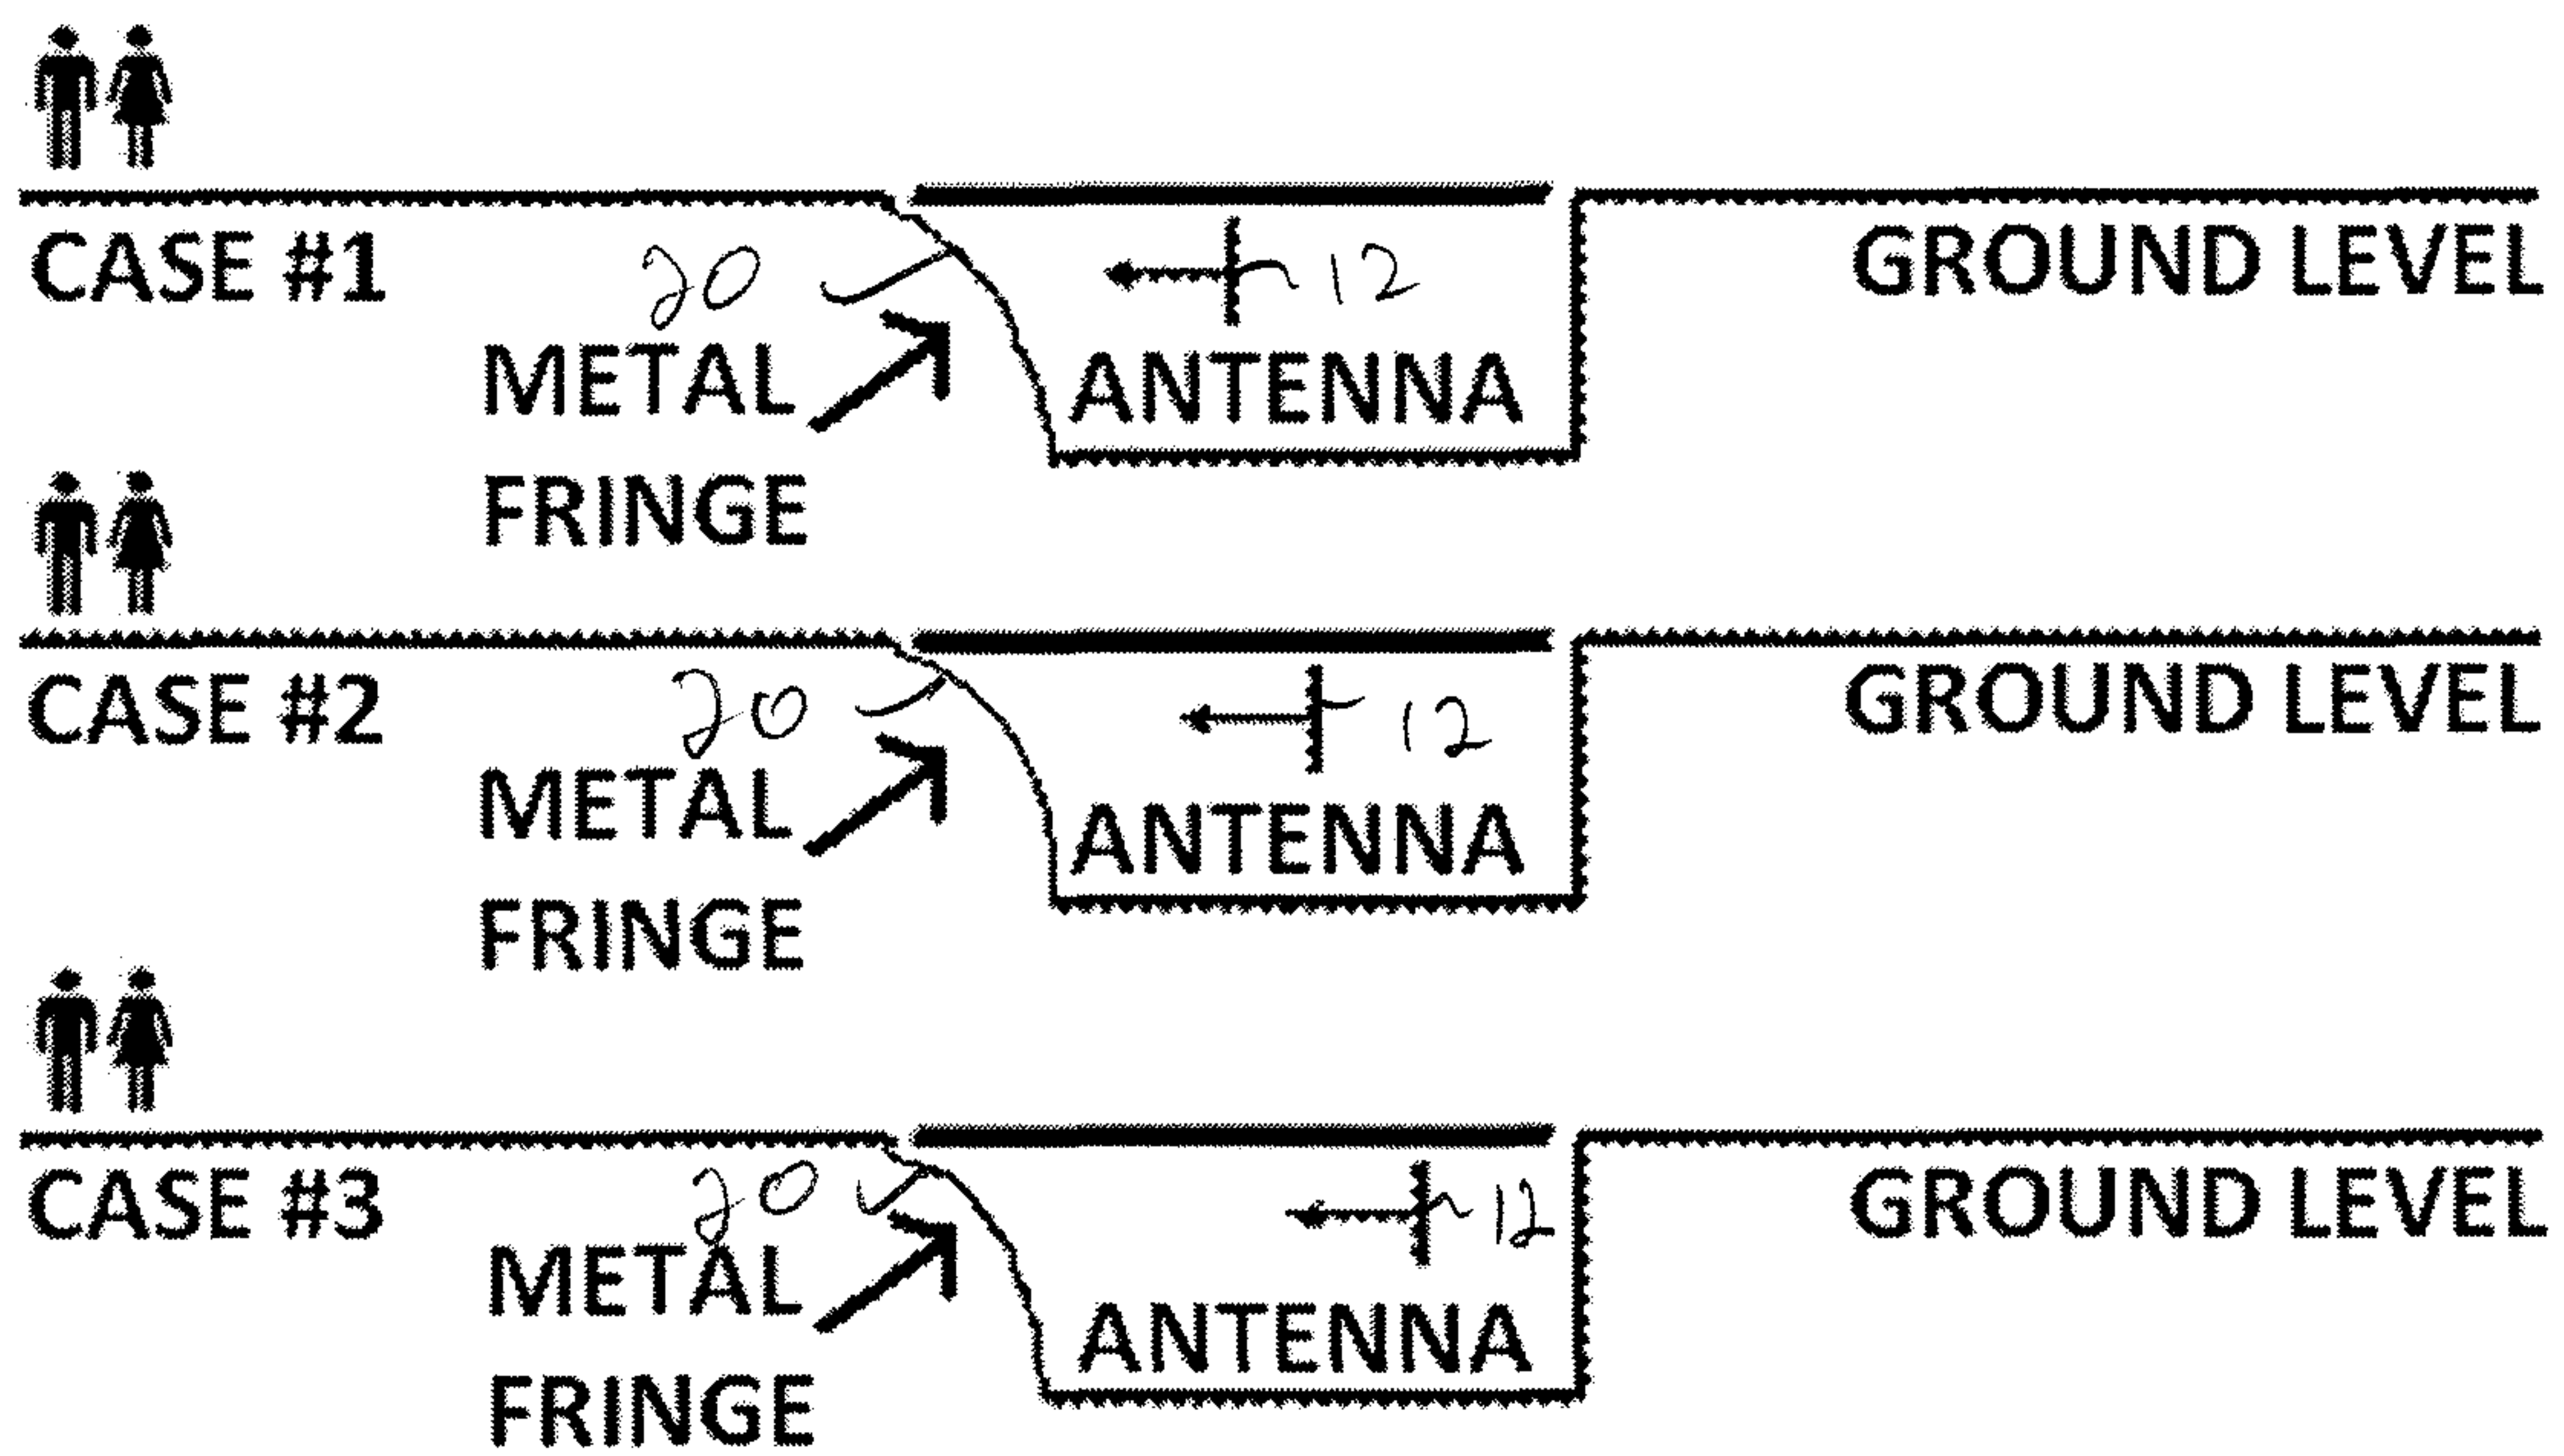 CASE #1
20
12
GROUND LEVEL
METAL
FRINGE
ANTENNA
CASE #2
20
12
GROUND LEVEL
METAL
FRINGE
ANTENNA
CASE #3
20
12
GROUND LEVEL
METAL
FRINGE
ANTENNA